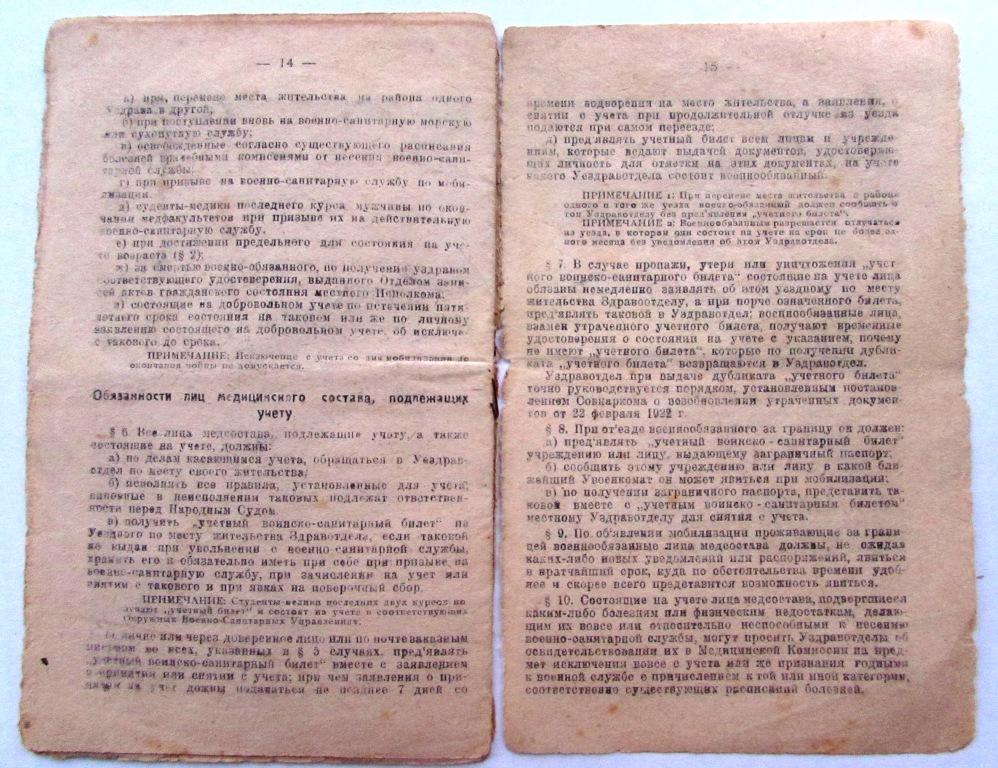 — 14 —
а) при, перемене места жительства из района одного
Уздрава в другой,
б) при поступлении вновь на военно-санитарную морскую
или сухопутную службу;
в) освобожденные согласно существующего расписания
болезней врачебными комиссиями от несения военно-сани-
тарной службы;
г) при призыве на военно-санитарную службу по моби-
лизации.
д) студенты-медики последнего курса мужчины по окон-
чании медфакультетов при призыве их на действительную
военно-санитарную службу.
е) при достижении предельного для состояния на уче-
те возраста (§ 2);
ж) за смертью военно-обязанного, по получении уздравом
соответствующего удостоверения, выданного Отделом запи-
сей актов гражданского состояния местного Исполкома.
з) состоящие на добровольном учете по истечении пяти-
летнего срока состояния на таковом или же по личному
заявлению состоящего на добровольном учете, об исключе-
с такового до срока.
ПРИМЕЧАНИЕ: Исключение с учета со дня мобилизации до
окончания войны не допускается.
Обязанности лиц медицинского состава, подлежащих
учету
§ 6 Все лица медсостава, подлежащие учету, а также
состоящие на учете, должны:
а) по делам касающимся учета, обращаться в Уездрав-
отдел по месту своего жительства;
б) исполнять все правила, установленные для учета,
виновные в неисполнении таковых подлежат ответствен-
ности перед Народным Судом.
в) получить „учетный воинско-санитарный билет“ из
Уездного по месту жительства Здравотдела, если таковой
не выдан при увольнении с военно-санитарной службы,
хранить его и обязательно иметь при себе при призыве на
военно-санитарную службу, при зачислении на учет или
снятии с такового и при явках на поверочный сбор.
ПРИМЕЧАНИЕ: Студенты-медики последних двух курсов по-
лучают „учетный билет“ и состоят на учете в соответствующих
Окружных Военно-Санитарных Управлениях.
г) лично или через доверенное лицо или по почте заказным
письмом во всех, указанных в § 5 случаях, пред'являть
„учетный воинско-санитарный билет“ вместе с заявлением
о принятии или снятии с учета; при чем заявления о при-
нятии на учет дожны подаваться не позднее 7 дней со
15
времени водворения на место жительства, а заявления, о
снятии с учета при продолжительной отлучке из уезда
подаются при самом переезде;
д) пред'являть учетный билет всем лицам и учрежде-
ниям, которые ведают выдачей документов, удостоверяю-
щих личность для отметки на этих документах, на учете
какого Уездравотдела состоит военнообязанный.
ПРИМЕЧАНИЕ 1: При перемене места жительства в районе
одного и того же уезда военно-обязанный должен сообщить о
том Уздравотделу без пред'явления „учетного билета“.
ПРИМЕЧАНИЕ 2: Военнообязанным разрешается отлучаться
из уезда, в котором они состоят на учете на срок не более од-
ного месяца без уведомления об этом Уздравотдела.
§ 7. В случае пропажи, утери или уничтожения „учет-
ного воинско-санитарного билета“ состоящие на учете лица
обязаны немедленно заявлять об этом уездному по месту
жительства Здравотделу, а при порче означенного билета,
пред'являть таковой в Здравотдел; военнообязанные лица,
взамен утраченного учетного билета, получают временные
удостоверения о состоянии на учете с указанием, почему
не имеют „учетного билета“, которые по получении дубли-
ката „учетного билета“ возвращаются в Уздравотдел.
Уздравотдел при выдаче дубликата „учетного билета“
точно руководствуется порядком, установленным постанов-
лением Совнаркома о возобновлении утраченных докумен-
тов от 22 февраля 1922 г.
§ 8. При от'езде военнообязанного за границу он должен:
а) пред'являть „учетный воинско-санитарный билет“
учреждению или лицу, выдающему заграничный паспорт;
б) сообщить этому учреждению или лицу в какой бли-
жайший Увоенкомат он может явиться при мобилизации;
в) по получении заграничного паспорта, представить та-
ковой вместе с „учетным воинско-санитарным билетом“
местному Уздравотделу для снятия с учета.
§ 9. По об'явлении мобилизации проживающие за грани-
цей военнообязанные лица медсостава должны, не ожидая
каких-либо новых уведомлений или распоряжений, явиться
в кратчайший срок, куда по обстоятельства времени удоб-
нее и скорее всего представится возможность явиться.
§ 10. Состоящие на учете лица медсостава, подвергшиеся
каким-либо болезням или физическим недостаткам, делаю-
щим их вовсе или относительно неспособными к несению
военно-санитарной службы, могут просить Уздравотделы об
освидетельствовании их в Медицинской Комиссии на пред-
мет исключения вовсе с учета или же признания годными
к военной службе с причислением к той или иной категории,
соответственно существующих расписаний болезней.